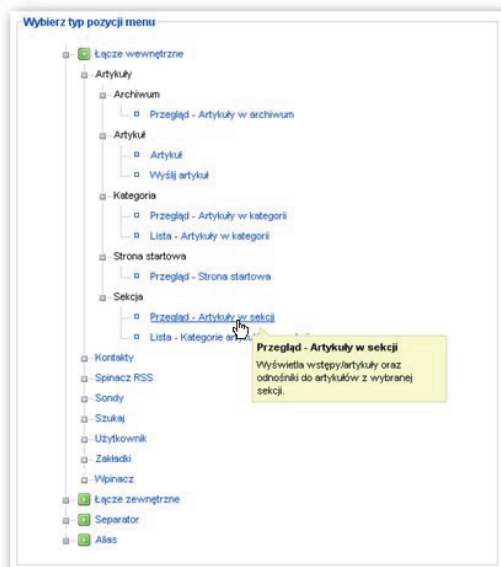 Wybierz typ pozycji menu
Łącze wewnętrzne
Artykuły
Archiwum
Przegląd - Artykuły w archiwum
Artykuł
Artykuł
Wyślij artykuł
Kategoria
Przegląd - Artykuły w kategorii
Lista - Artykuły w kategorii
Strona startowa
Przegląd - Strona startowa
Sekcja
Przegląd - Artykuły w sekcji
Lista - Kategorie
Przegląd - Artykuły w sekcji
Wyświetla wstępy/artykuły oraz
odnośniki do artykułów z wybranej
sekcji.
Kontakty
Spinacz RSS
Sondy
Szukaj
Użytkownik
Zakładki
Wpinacz
Łącze zewnętrzne
Separator
Alias